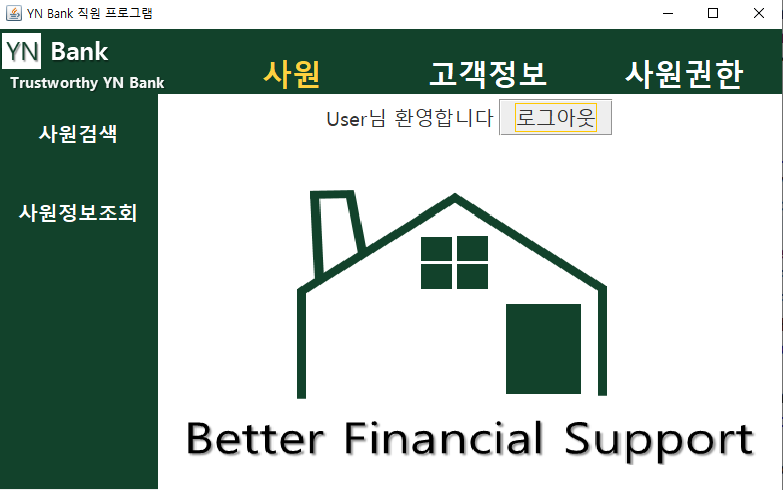 YN Bank 직원 프로그램
YN Bank
Trustworthy YN Bank
사원 고객정보 사원권한
사원검색
사원정보조회
User님 환영합니다 로그아웃
Better Financial Support